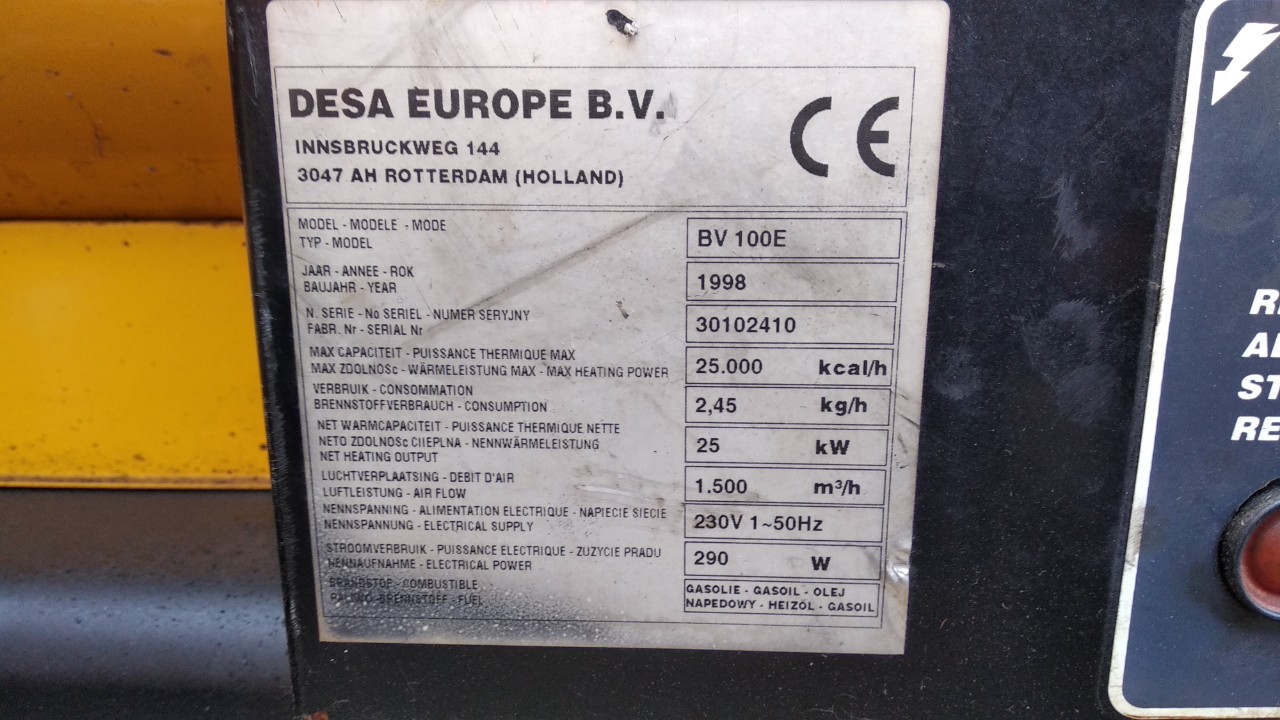 DESA EUROPE B.V.
INNSBRUCKWEG 144
3047 AH ROTTERDAM (HOLLAND)
CE
MODEL - MODELE - MODE
TYP - MODEL
BV 100E
JAAR - ANNEE - ROK
BAUJAHR - YEAR
1998
N. SERIE - No SERIEL - NUMER SERYJNY
FABR. Nr - SERIAL Nr
30102410
MAX CAPACITEIT - PUISSANCE THERMIQUE MAX
MAX ZDOLNOSc - WÄRMELEISTUNG MAX - MAX HEATING POWER
25.000 kcal/h
VERBRUIK - CONSOMMATION
BRENNSTOFFVERBRAUCH - CONSUMPTION
2,45 kg/h
NET WARMCAPACITEIT - PUISSANCE THERMIQUE NETTE
NETO ZDOLNOSc CIIEPLNA - NENNWÄRMELEISTUNG
NET HEATING OUTPUT
25 kW
LUCHTVERPLAATSING - DEBIT D'AIR
LUFTLEISTUNG - AIR FLOW
1.500 m³/h
NENNSPANNING - ALIMENTATION ELECTRIQUE - NAPIECIE SIECIE
NENNSPANNUNG - ELECTRICAL SUPPLY
230V 1~50Hz
STROOMVERBRUIK - PUISSANCE ELECTRIQUE - ZUZYCIE PRADU
NENNAUFNAHME - ELECTRICAL POWER
290 W
BRANDSTOF - COMBUSTIBLE
PALIWO - BRENNSTOFF - FUEL
GASOLIE - GASOIL - OLEJ
NAPEDOWY - HEIZÖL - GASOIL
RE